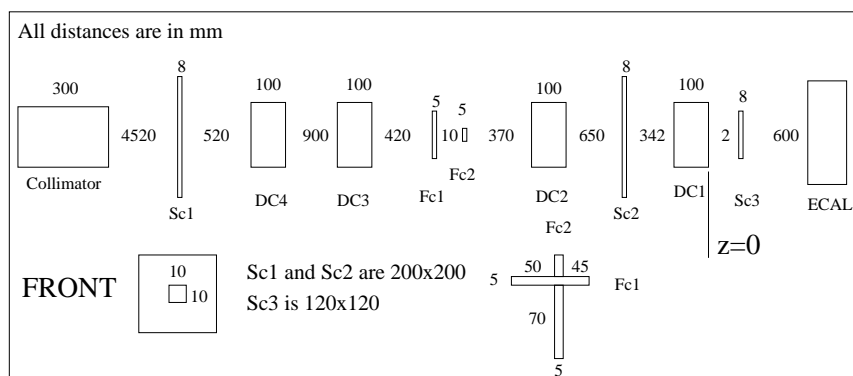 All distances are in mm
8 8
300 100 100 100 100 8
5 5
4520 520 900 420 10 370 650 342 2 600
Collimator Fc2
Sc1 DC4 DC3 Fc1 DC2 Sc2 DC1 Sc3 ECAL
Fc2
z=0
10 Sc1 and Sc2 are 200x200 50 45
FRONT 10 5 Fc1
Sc3 is 120x120
70
5